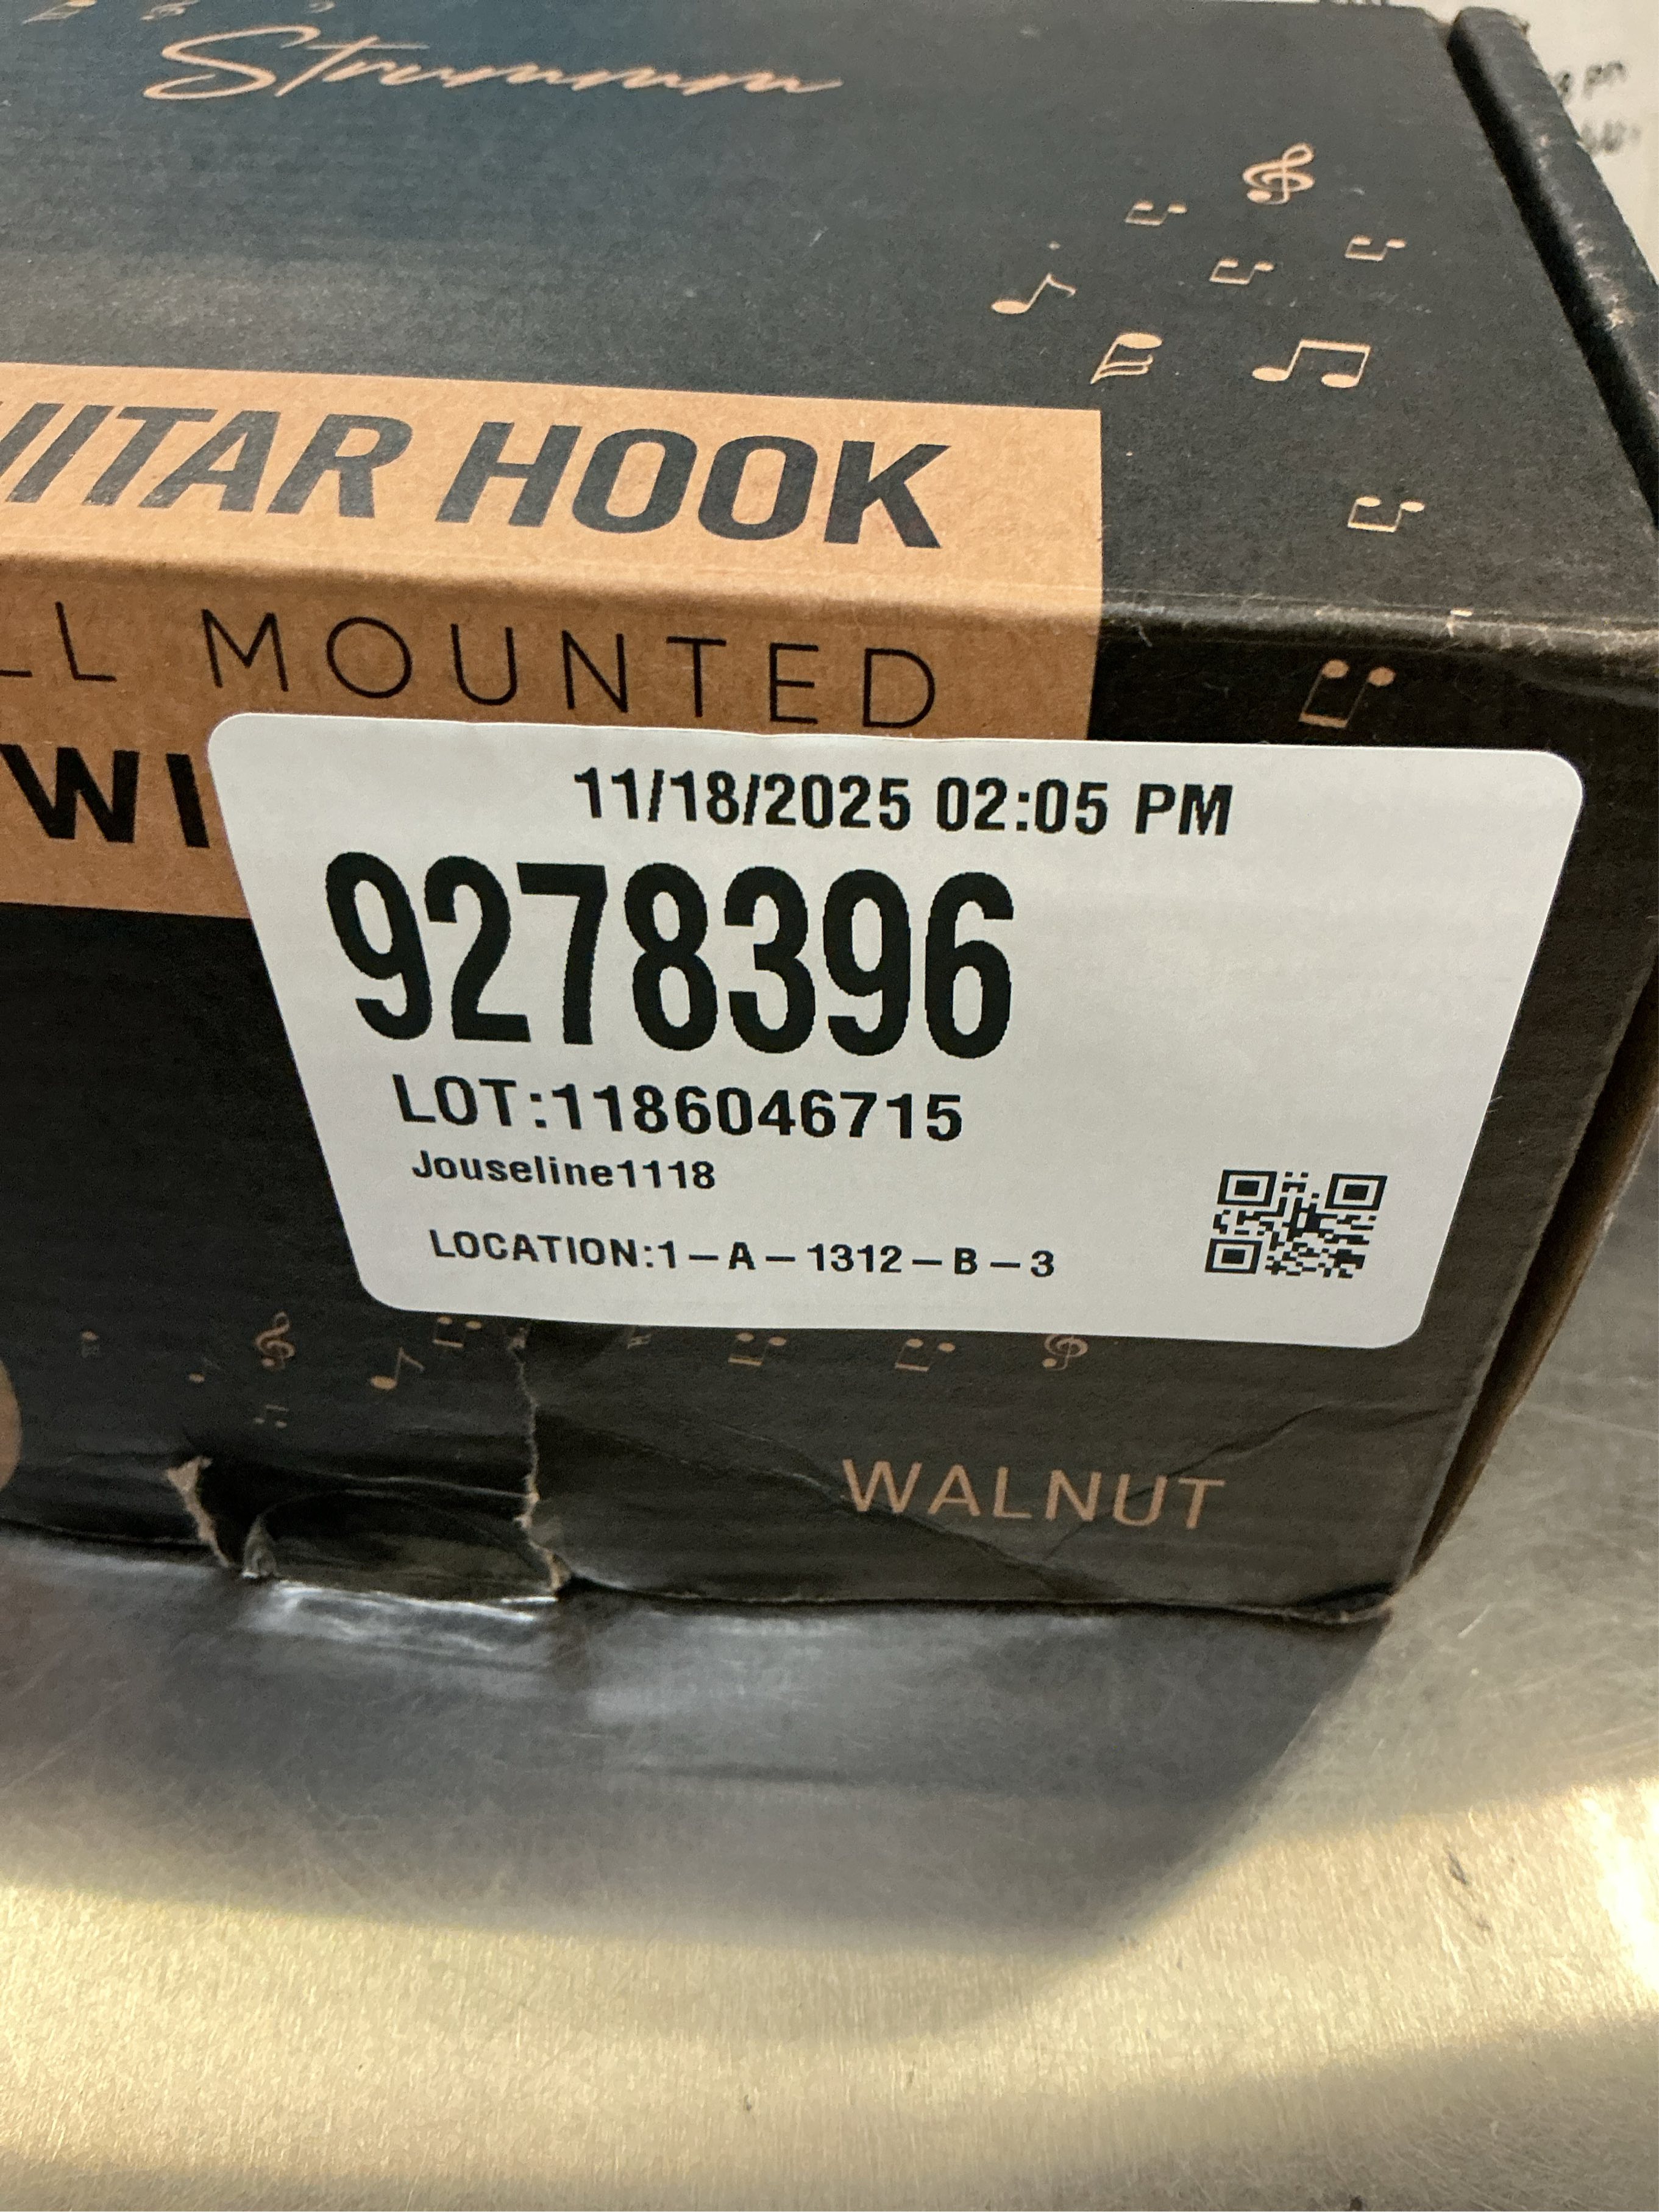 Strummm
UITAR HOOK
LL MOUNTED
WI
11/18/2025 02:05 PM
9278396
LOT:1186046715
Jouseline1118
LOCATION:1-A-1312-B-3
WALNUT